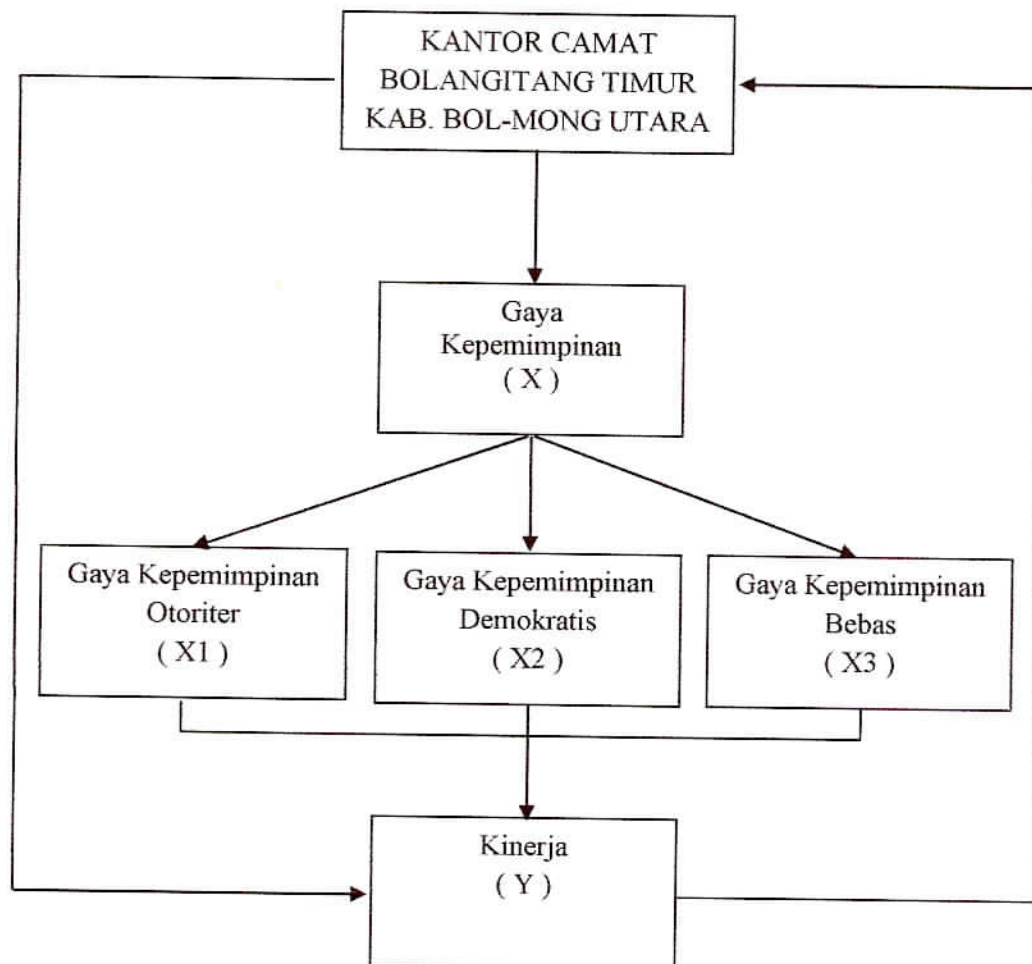 KANTOR CAMAT
BOLANGITANG TIMUR
KAB. BOL-MONG UTARA
Gaya
Kepemimpinan
( X )
Gaya Kepemimpinan
Otoriter
( X1 )
Gaya Kepemimpinan
Demokratis
( X2 )
Gaya Kepemimpinan
Bebas
( X3 )
Kinerja
( Y )